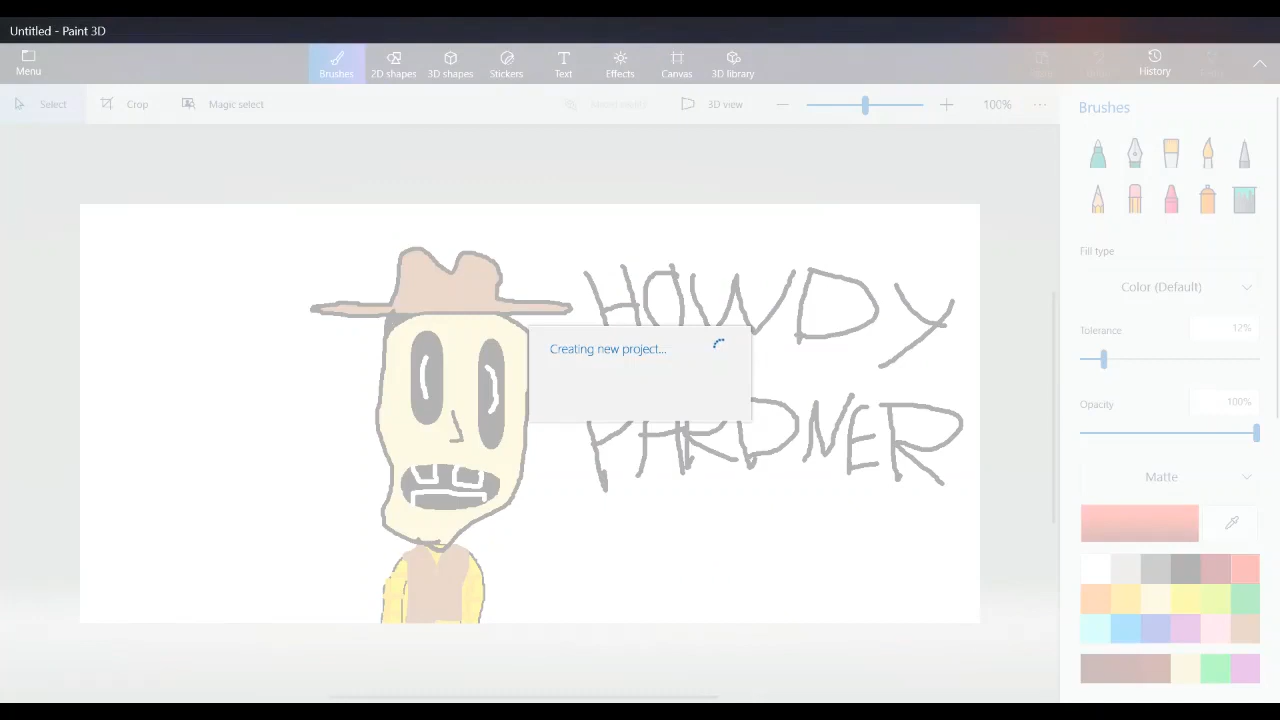 Untitled - Paint 3D
Menu
Brushes
2D shapes
3D shapes
Stickers
Text
Effects
Canvas
3D library
History
Select
Crop
Magic select
3D view
100%
Brushes
Fill type
Color (Default)
Tolerance
12%
Opacity
100%
Matte
HOWDY
Creating new project...
PARDNER